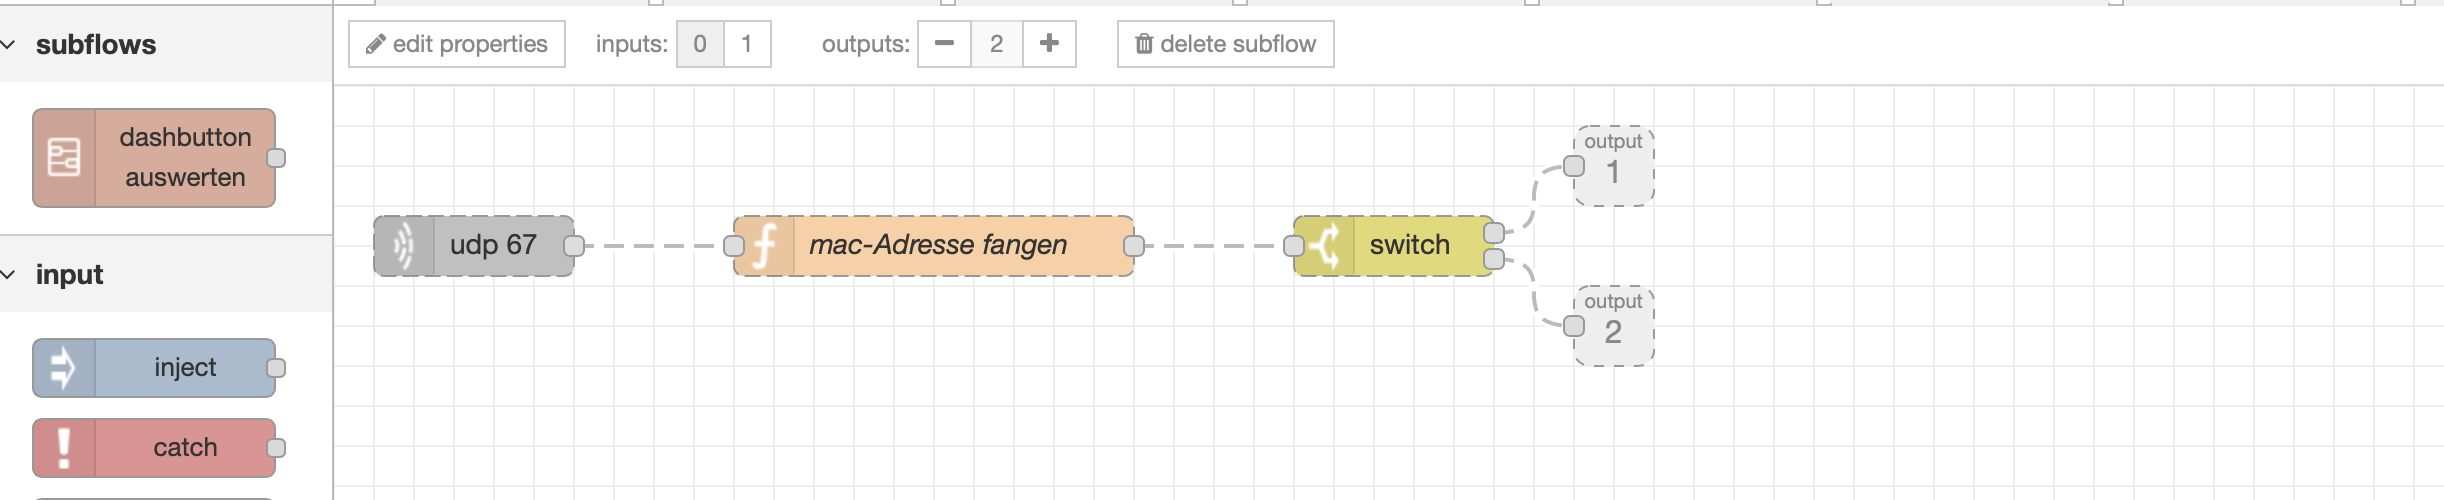 subflows
edit properties
inputs: 0 1
outputs: 2
delete subflow
dashbutton
auswerten
input
inject
catch
udp 67
mac-Adresse fangen
switch
output
1
output
2